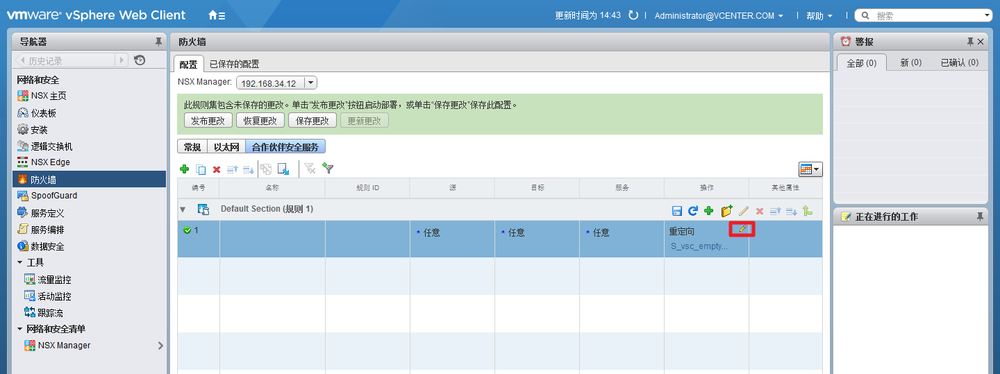 vmware® vSphere Web Client
更新时间为 14:43
Administrator@VCENTER.COM
帮助
搜索
导航器
历史记录
网络和安全
NSX 主页
仪表板
安装
逻辑交换机
NSX Edge
防火墙
SpoofGuard
服务定义
服务编排
数据安全
工具
流量监控
活动监控
跟踪流
网络和安全清单
NSX Manager
防火墙
配置 已保存的配置
NSX Manager: 192.168.34.12
此规则集包含未保存的更改。单击“发布更改”按钮启动部署，或单击“保存更改”保存此配置。
发布更改 恢复更改 保存更改 更新更改
常规 以太网 合作伙伴安全服务
编号 名称 规则 ID 源 目标 服务 操作 其他属性
Default Section (规则 1)
1 * 任意 * 任意 * 任意 重定向
S_vsc_empty...
警报
全部 (0) 新 (0) 已确认 (0)
正在进行的工作